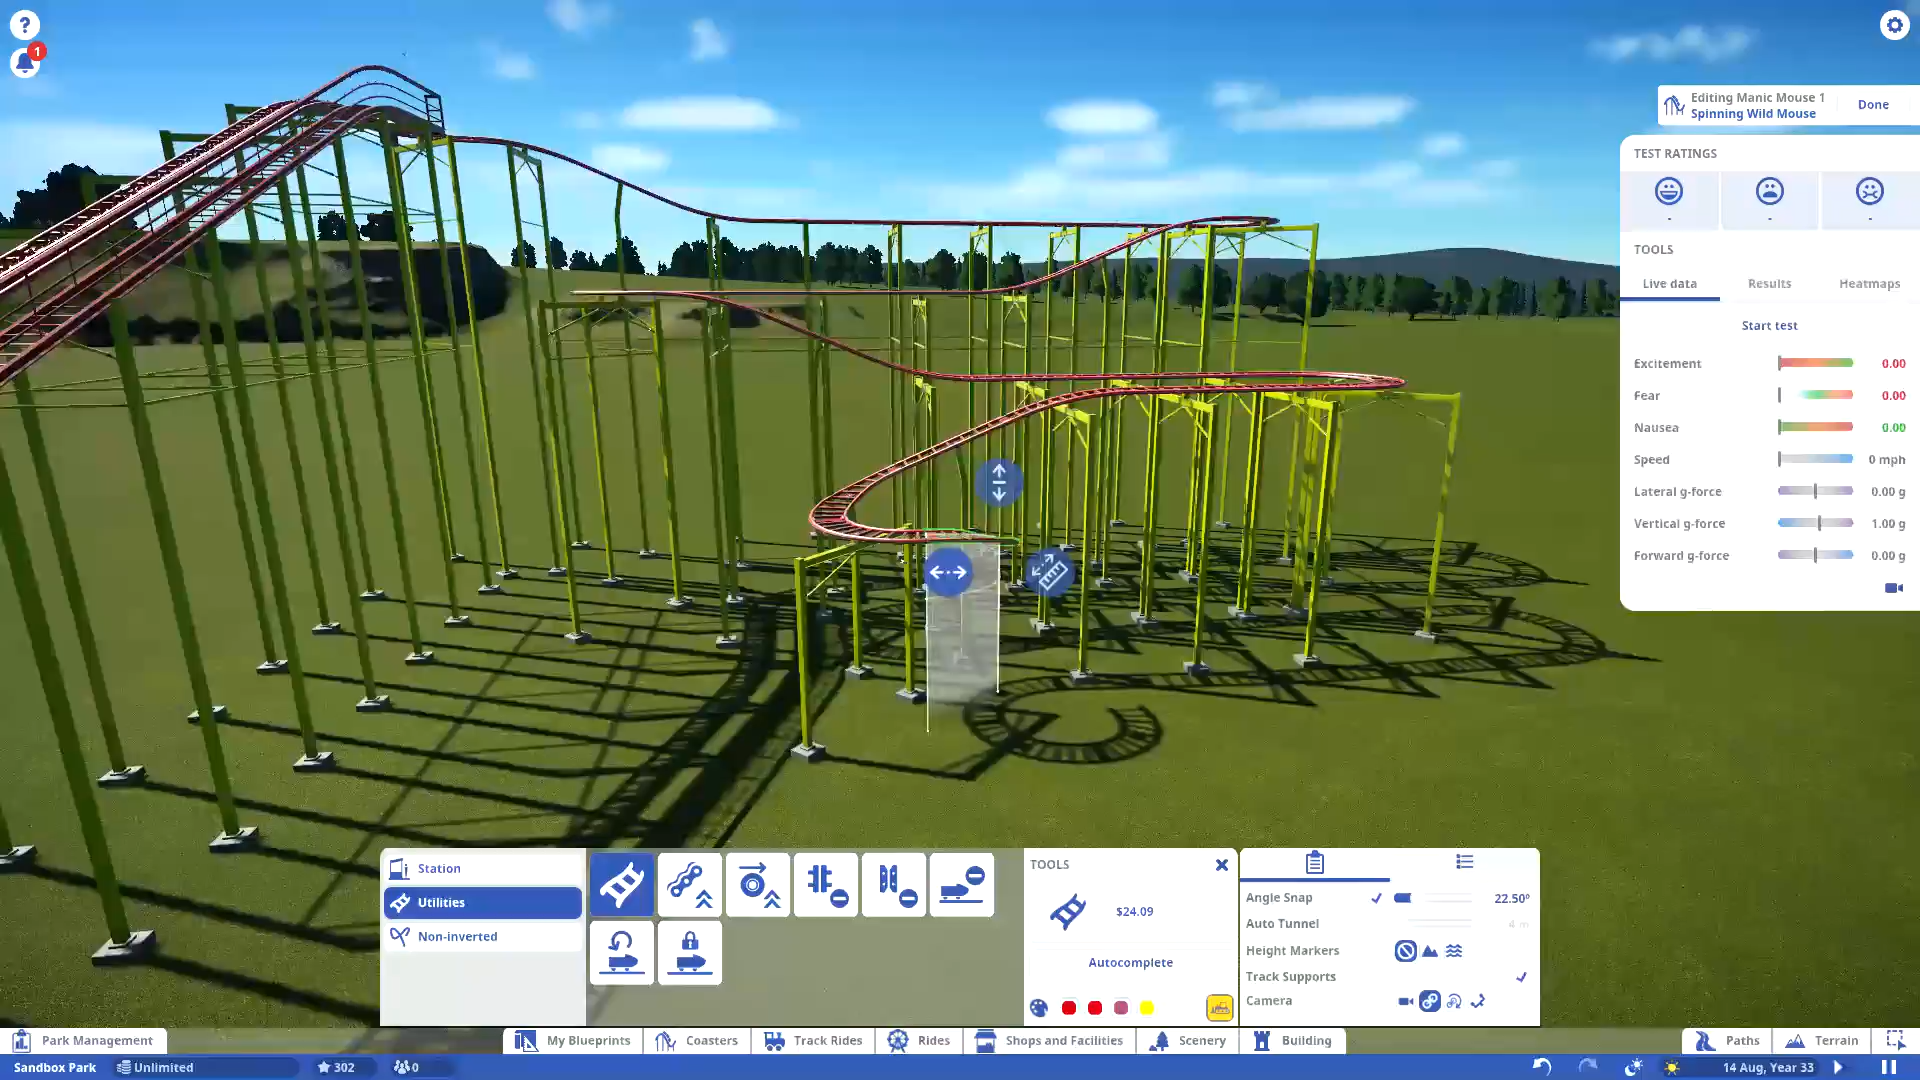 ?
1
Editing Manic Mouse 1
Spinning Wild Mouse
Done
TEST RATINGS
- - -
TOOLS
Live data Results Heatmaps
Start test
Excitement 0.00
Fear 0.00
Nausea 0.00
Speed 0 mph
Lateral g-force 0.00 g
Vertical g-force 1.00 g
Forward g-force 0.00 g
Station
Utilities
Non-inverted
TOOLS
$24.09
Autocomplete
Angle Snap 22.50°
Auto Tunnel 4 m
Height Markers
Track Supports
Camera
Park Management
My Blueprints
Coasters
Track Rides
Rides
Shops and Facilities
Scenery
Building
Paths
Terrain
Sandbox Park
Unlimited
302
0
14 Aug, Year 33